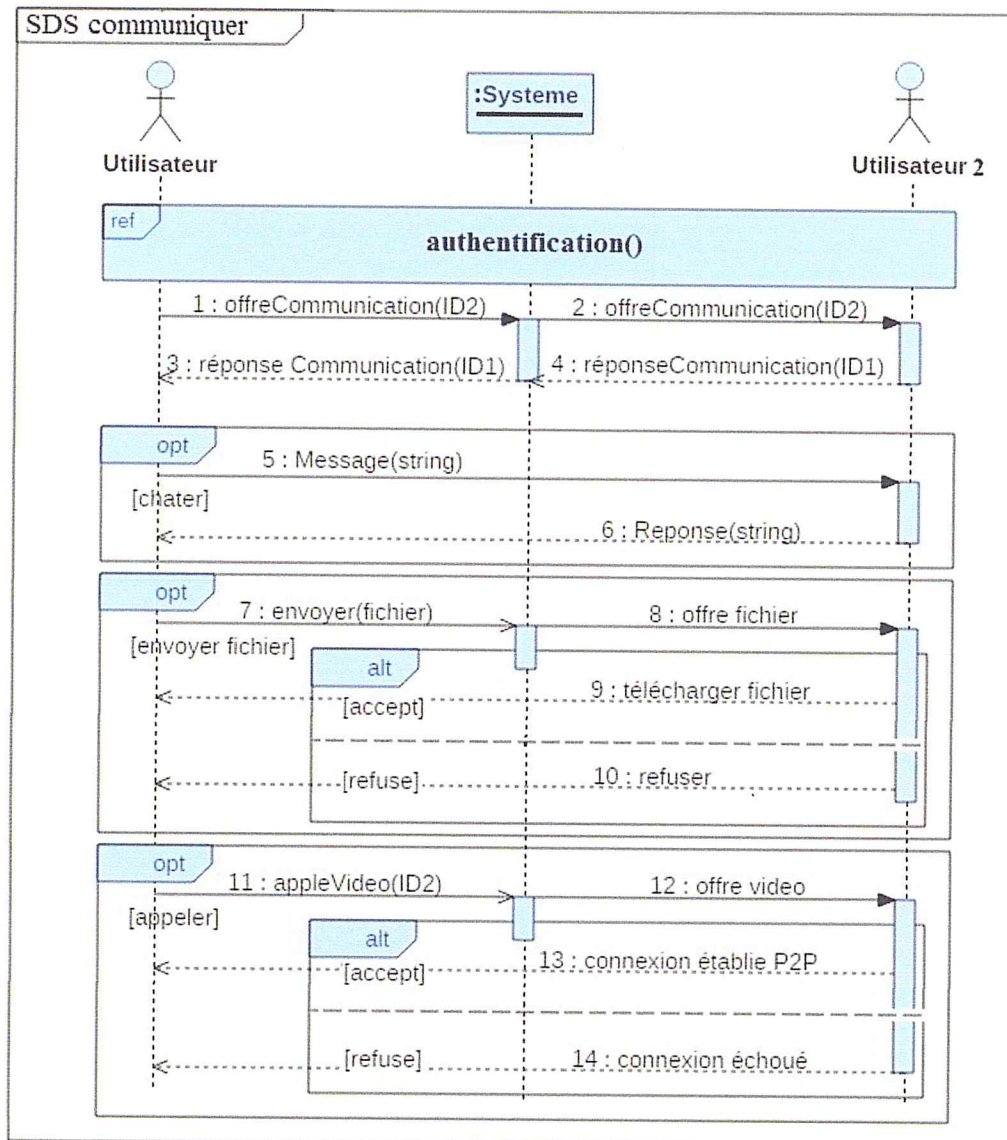 SDS communiquer
:Systeme
Utilisateur
Utilisateur 2
ref
authentification()
1 : offreCommunication(ID2)
2 : offreCommunication(ID2)
3 : réponse Communication(ID1)
4 : réponseCommunication(ID1)
opt
5 : Message(string)
[chater]
6 : Reponse(string)
opt
7 : envoyer(fichier)
8 : offre fichier
[envoyer fichier]
alt
9 : télécharger fichier
[accept]
[refuse]
10 : refuser
opt
11 : appleVideo(ID2)
12 : offre video
[appeler]
alt
13 : connexion établie P2P
[accept]
[refuse]
14 : connexion échoué